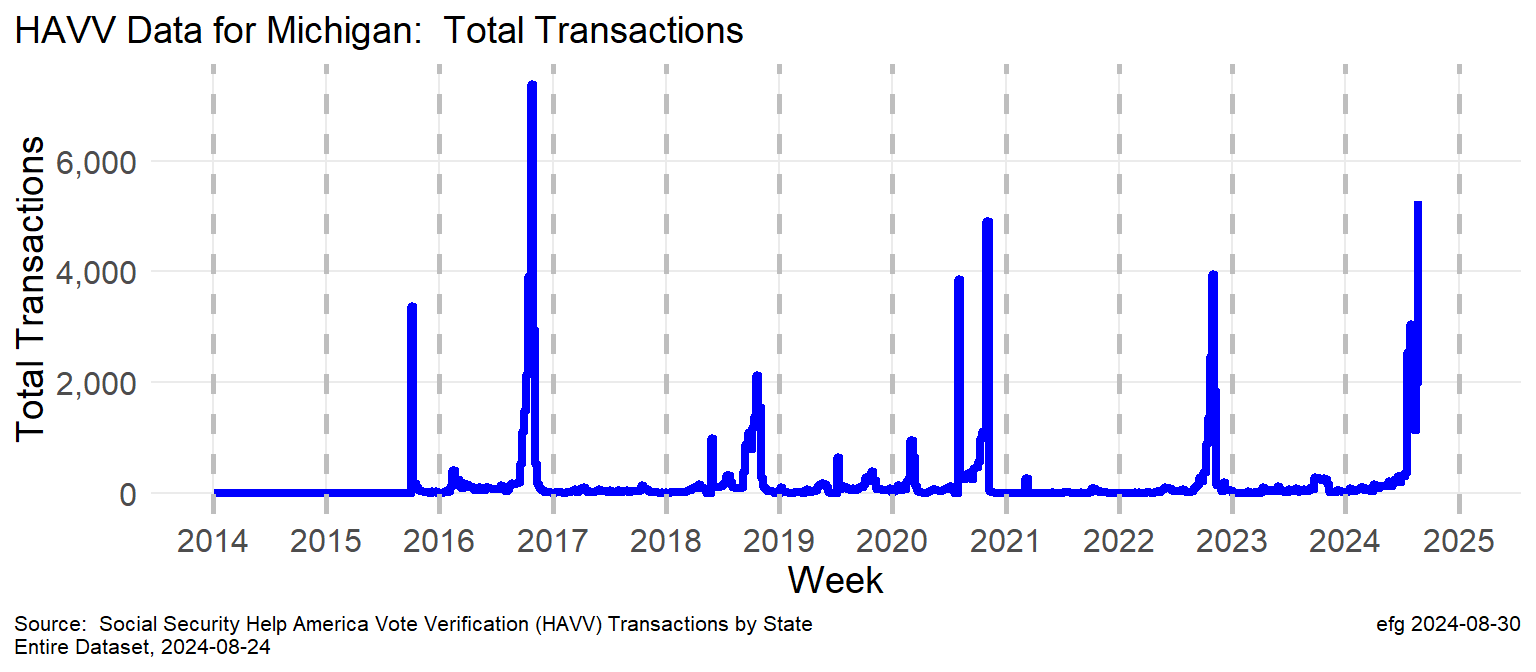 HAVV Data for Michigan:  Total Transactions
Total Transactions
6,000
4,000
2,000
0
2014 2015 2016 2017 2018 2019 2020 2021 2022 2023 2024 2025
Week
Source:  Social Security Help America Vote Verification (HAVV) Transactions by State
efg 2024-08-30
Entire Dataset, 2024-08-24